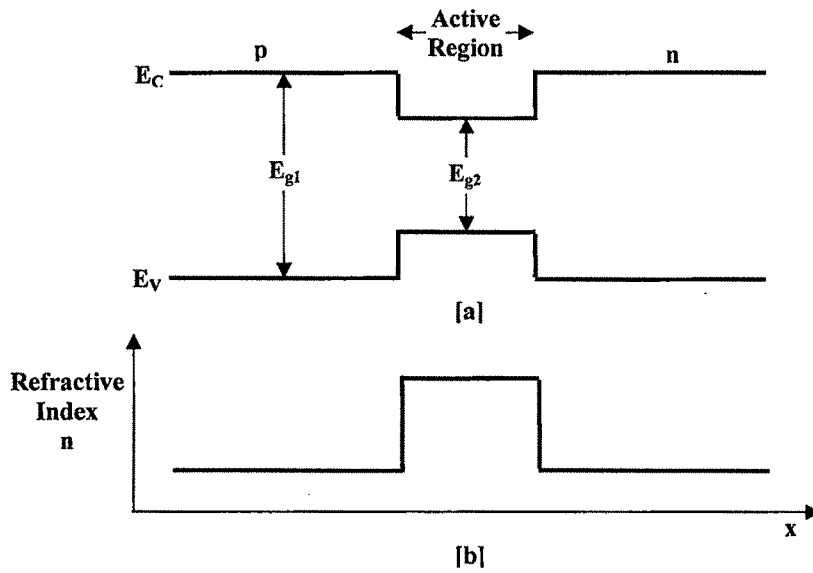 Active
Region
p
n
E_C
E_g1
E_g2
E_V
[a]
Refractive
Index
n
x
[b]